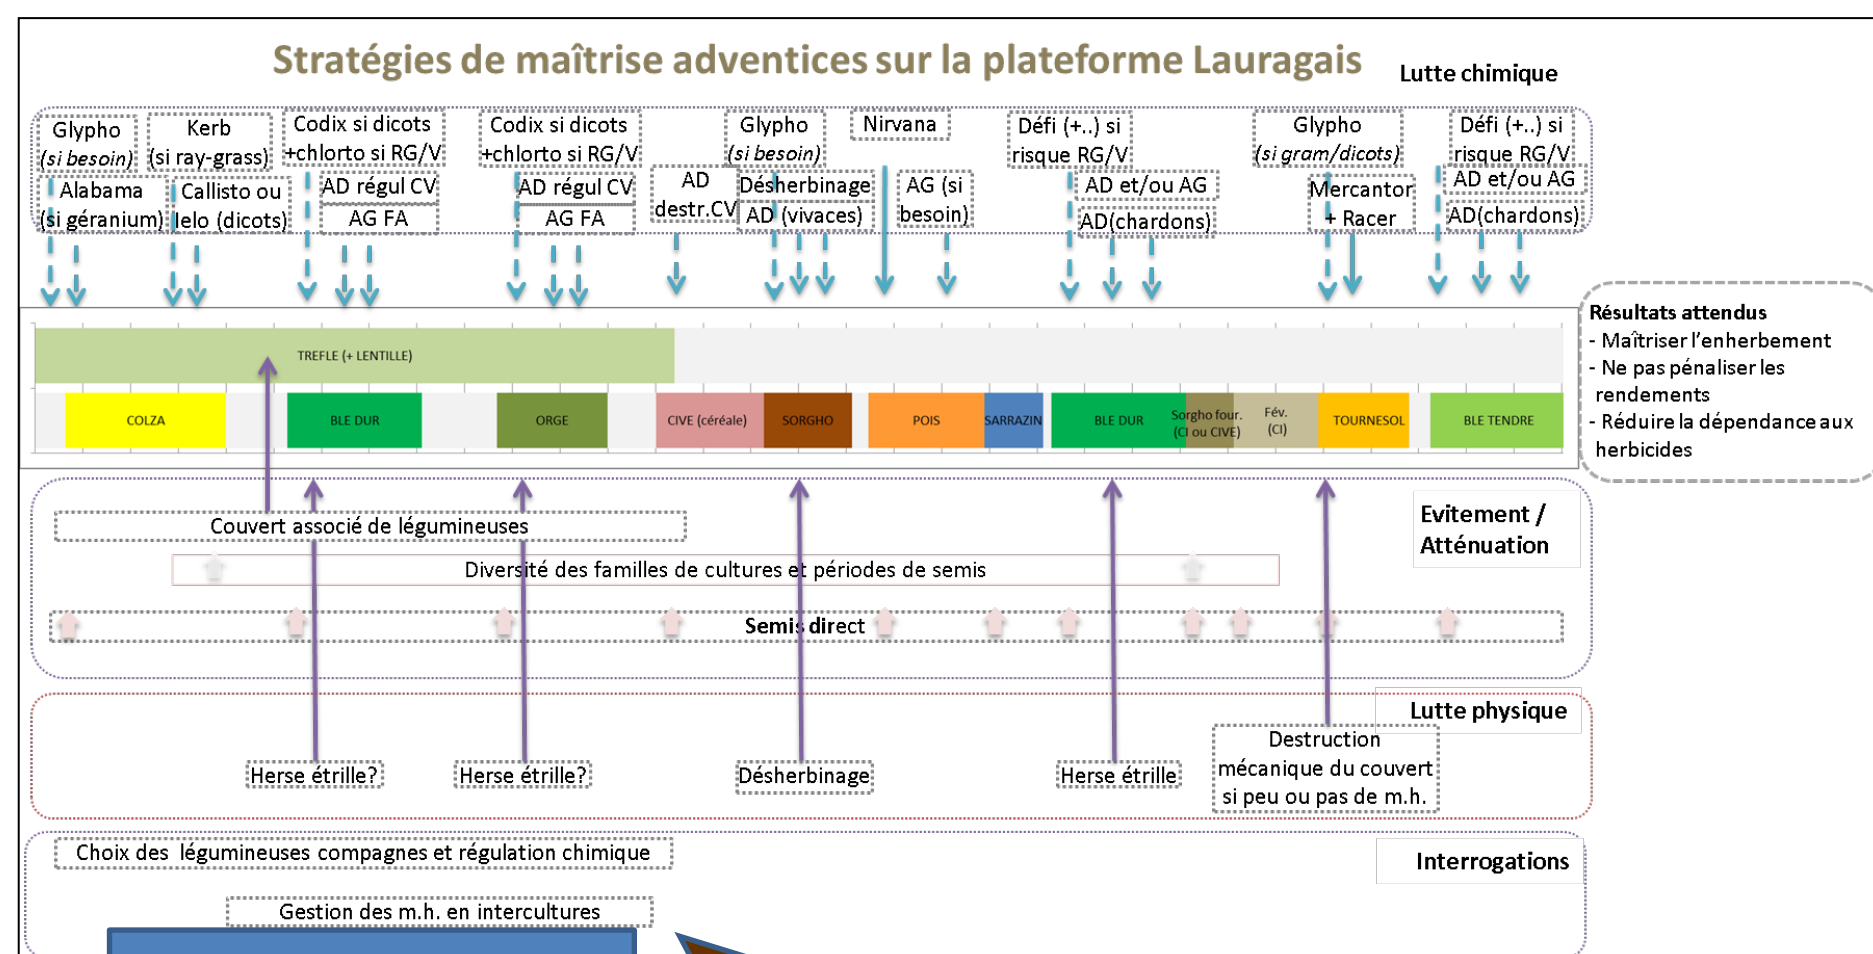 Stratégies de maîtrise adventices sur la plateforme Lauragais
Lutte chimique
Glypho
(si besoin)
Kerb
(si ray-grass)
Codix si dicots
+chlorto si RG/V
Codix si dicots
+chlorto si RG/V
Glypho
(si besoin)
Nirvana
Défi (+..) si
risque RG/V
Glypho
(si gram/dicots)
Défi (+..) si
risque RG/V
Alabama
(si géranium)
Callisto ou
lelo (dicots)
AD régul CV
AG FA
AD régul CV
AG FA
AD
destr.CV
Désherbinage
AD (vivaces)
AG (si
besoin)
AD et/ou AG
AD(chardons)
Mercantor
+ Racer
AD et/ou AG
AD(chardons)
Résultats attendus
- Maîtriser l'enherbement
- Ne pas pénaliser les
rendements
- Réduire la dépendance aux
herbicides
TREFLE (+ LENTILLE)
COLZA
BLE DUR
ORGE
CIVE (céréale)
SORGHO
POIS
SARRAZIN
BLE DUR
Sorgho four.
(CI ou CIVE)
Fév.
(CI)
TOURNESOL
BLE TENDRE
Evitement /
Atténuation
Couvert associé de légumineuses
Diversité des familles de cultures et périodes de semis
Semis direct
Lutte physique
Herse étrille?
Herse étrille?
Désherbinage
Herse étrille
Destruction
mécanique du couvert
si peu ou pas de m.h.
Interrogations
Choix des légumineuses compagnes et régulation chimique
Gestion des m.h. en intercultures